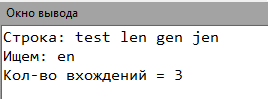 Окно вывода
Строка: test len gen jen
Ищем: en
Кол-во вхождений = 3